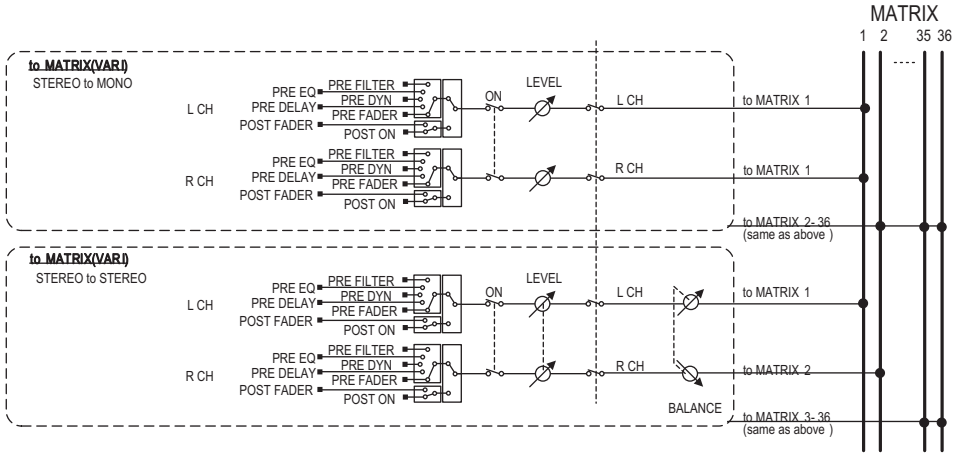 MATRIX
1 2 35 36
to MATRIX(VARI)
STEREO to MONO
L CH
PRE FILTER
PRE EQ
PRE DYN
PRE DELAY
PRE FADER
POST FADER
POST ON
ON
LEVEL
L CH
to MATRIX 1
R CH
PRE FILTER
PRE EQ
PRE DYN
PRE DELAY
PRE FADER
POST FADER
POST ON
R CH
to MATRIX 1
to MATRIX 2-36
(same as above )
to MATRIX(VARI)
STEREO to STEREO
L CH
PRE FILTER
PRE EQ
PRE DYN
PRE DELAY
PRE FADER
POST FADER
POST ON
ON
LEVEL
L CH
to MATRIX 1
R CH
PRE FILTER
PRE EQ
PRE DYN
PRE DELAY
PRE FADER
POST FADER
POST ON
R CH
to MATRIX 2
BALANCE
to MATRIX 3-36
(same as above )